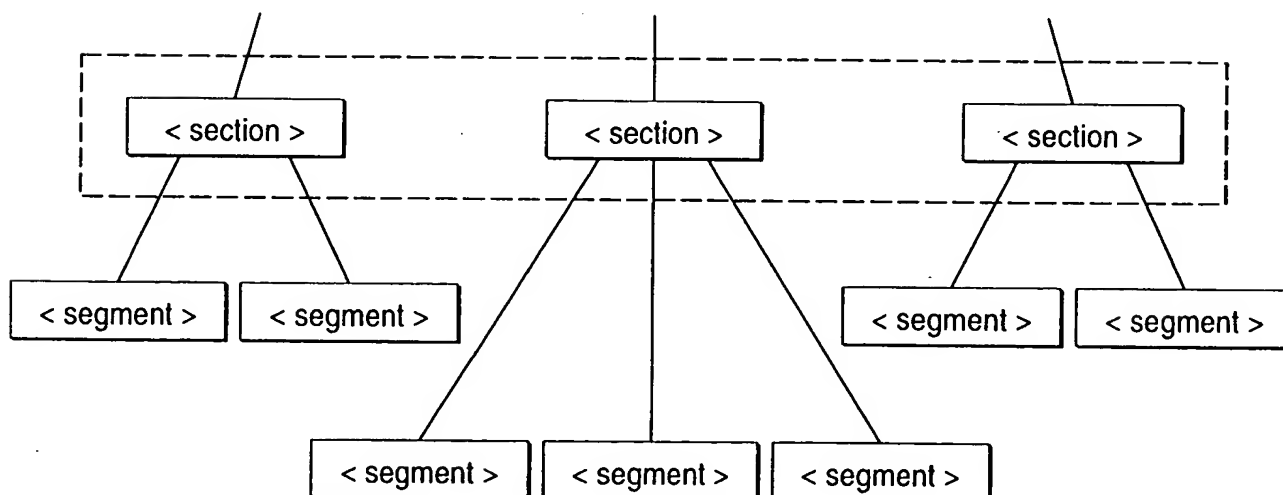 < section >
< section >
< section >
< segment >
< segment >
< segment >
< segment >
< segment >
< segment >
< segment >